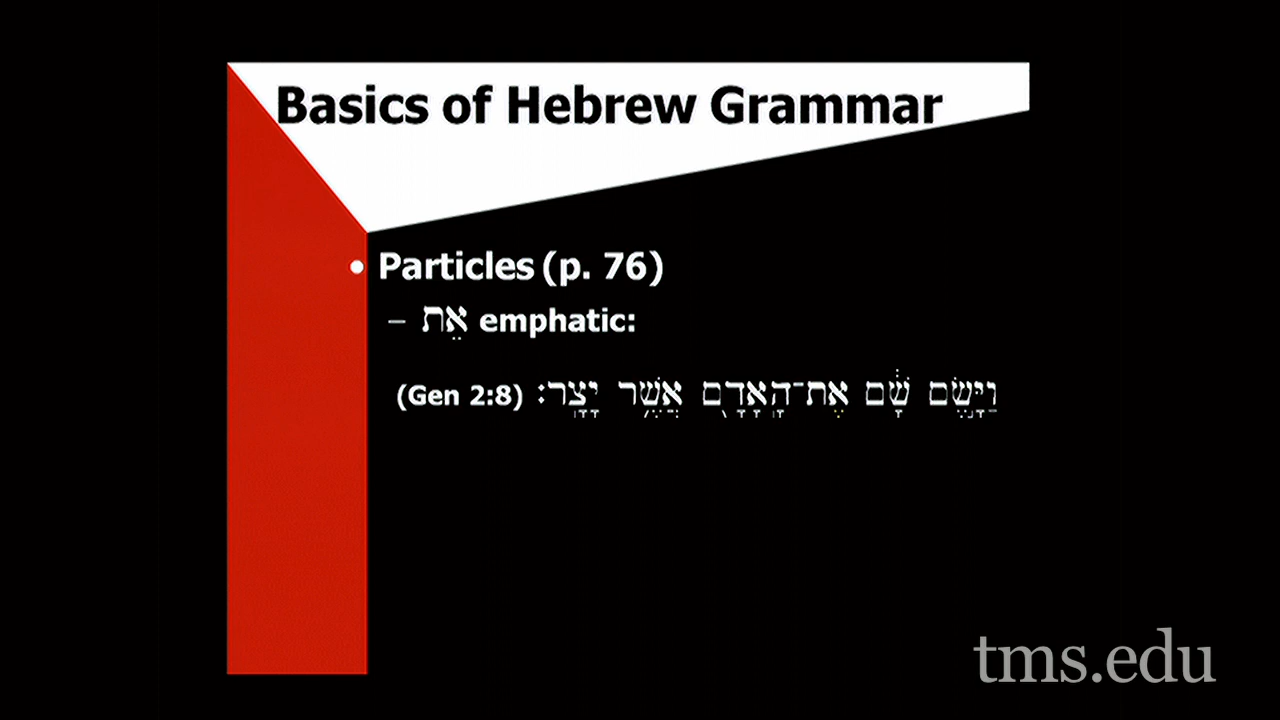 Basics of Hebrew Grammar
• Particles (p. 76)
– אֵת emphatic:
(Gen 2:8) וַיָּ֣שֶׂם שָׁ֔ם אֶת־הָֽאָדָ֖ם אֲשֶׁ֥ר יָצָֽר׃
tms.edu